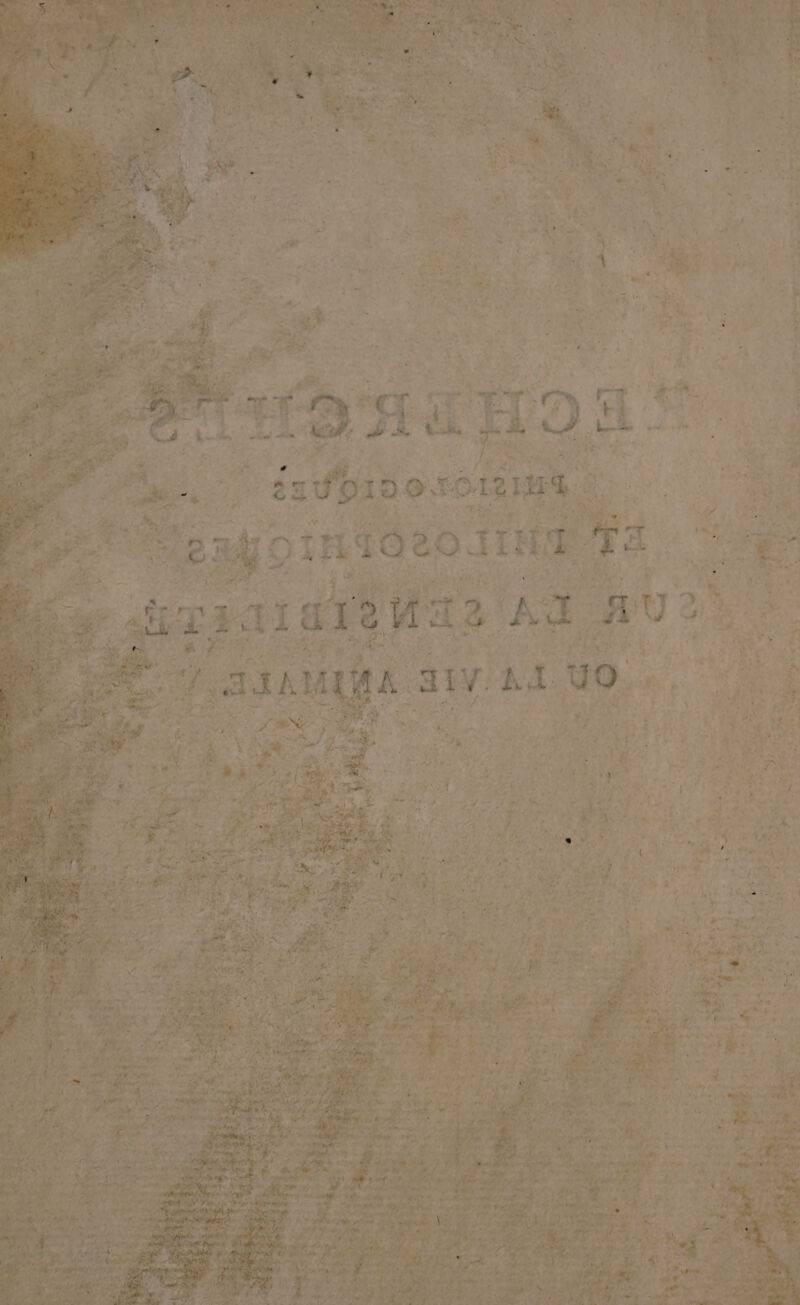 RECHERCHES
PHYSIOLOGIQUES
ET PHILOSOPHIQUES
SUR LA SENSIBILITÉ
OU LA VIE ANIMALE.